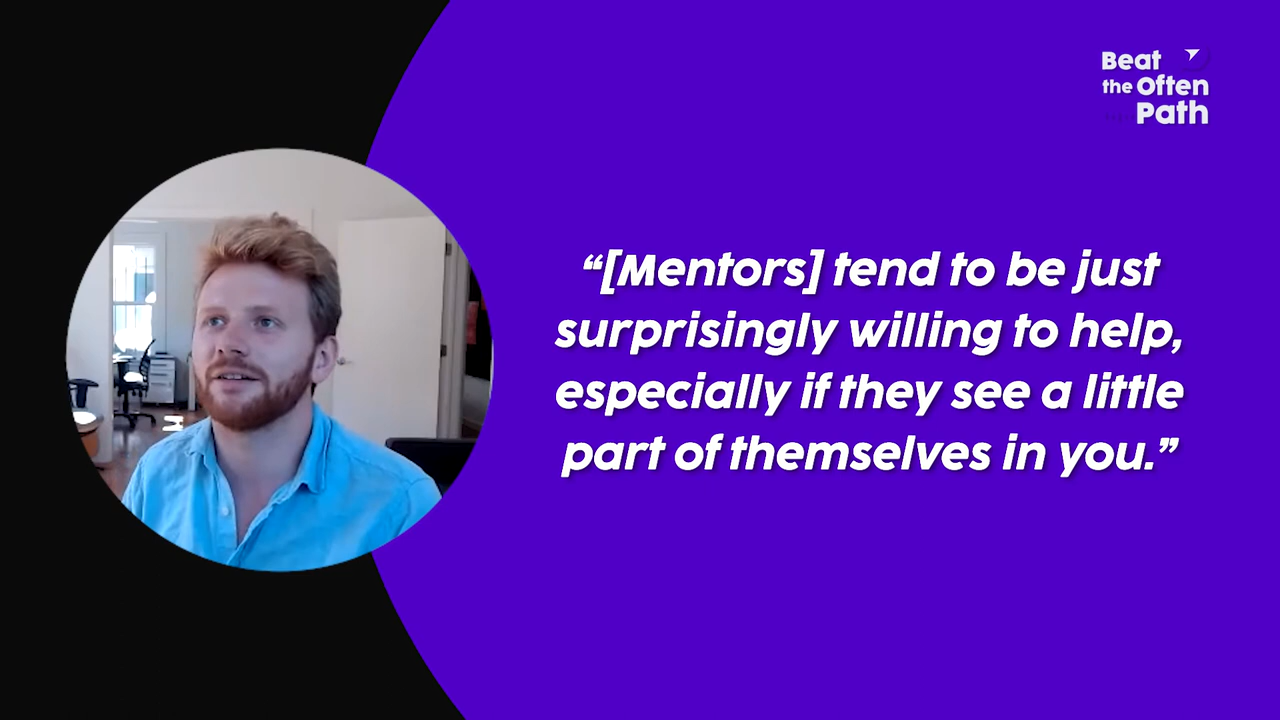 Beat
the Often
Path
“[Mentors] tend to be just
surprisingly willing to help,
especially if they see a little
part of themselves in you.”